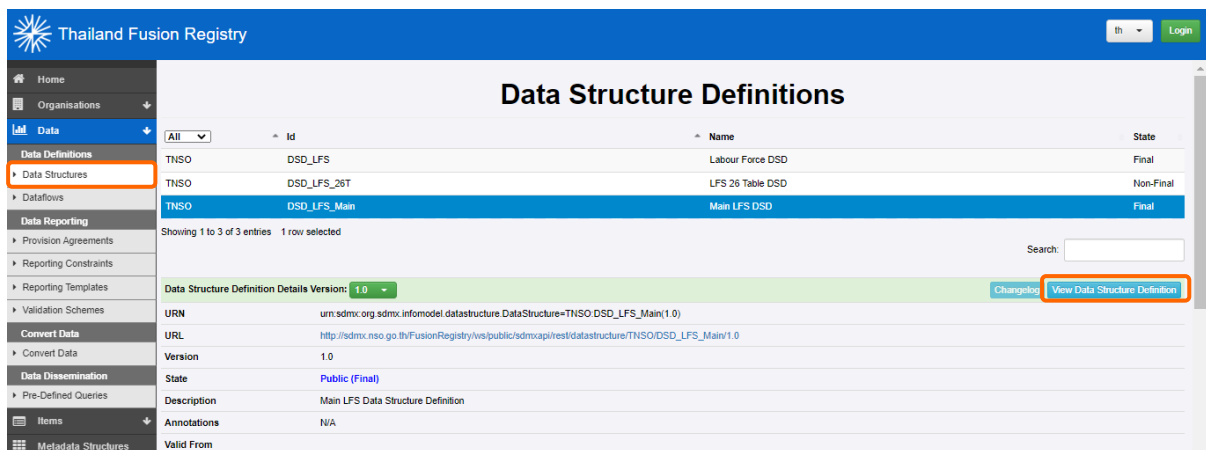 Thailand Fusion Registry
th
Login
Home
Organisations
Data
Data Definitions
Data Structures
Dataflows
Data Reporting
Provision Agreements
Reporting Constraints
Reporting Templates
Validation Schemes
Convert Data
Convert Data
Data Dissemination
Pre-Defined Queries
Items
Metadata Structures
Data Structure Definitions
All Id Name State
TNSO DSD_LFS Labour Force DSD Final
TNSO DSD_LFS_26T LFS 26 Table DSD Non-Final
TNSO DSD_LFS_Main Main LFS DSD Final
Showing 1 to 3 of 3 entries 1 row selected
Search:
Data Structure Definition Details Version: 1.0 Changelog View Data Structure Definition
URN urn:sdmx:org.sdmx.infomodel.datastructure.DataStructure=TNSO:DSD_LFS_Main(1.0)
URL http://sdmx.nso.go.th/FusionRegistry/ws/public/sdmxapi/rest/datastructure/TNSO/DSD_LFS_Main/1.0
Version 1.0
State Public (Final)
Description Main LFS Data Structure Definition
Annotations N/A
Valid From